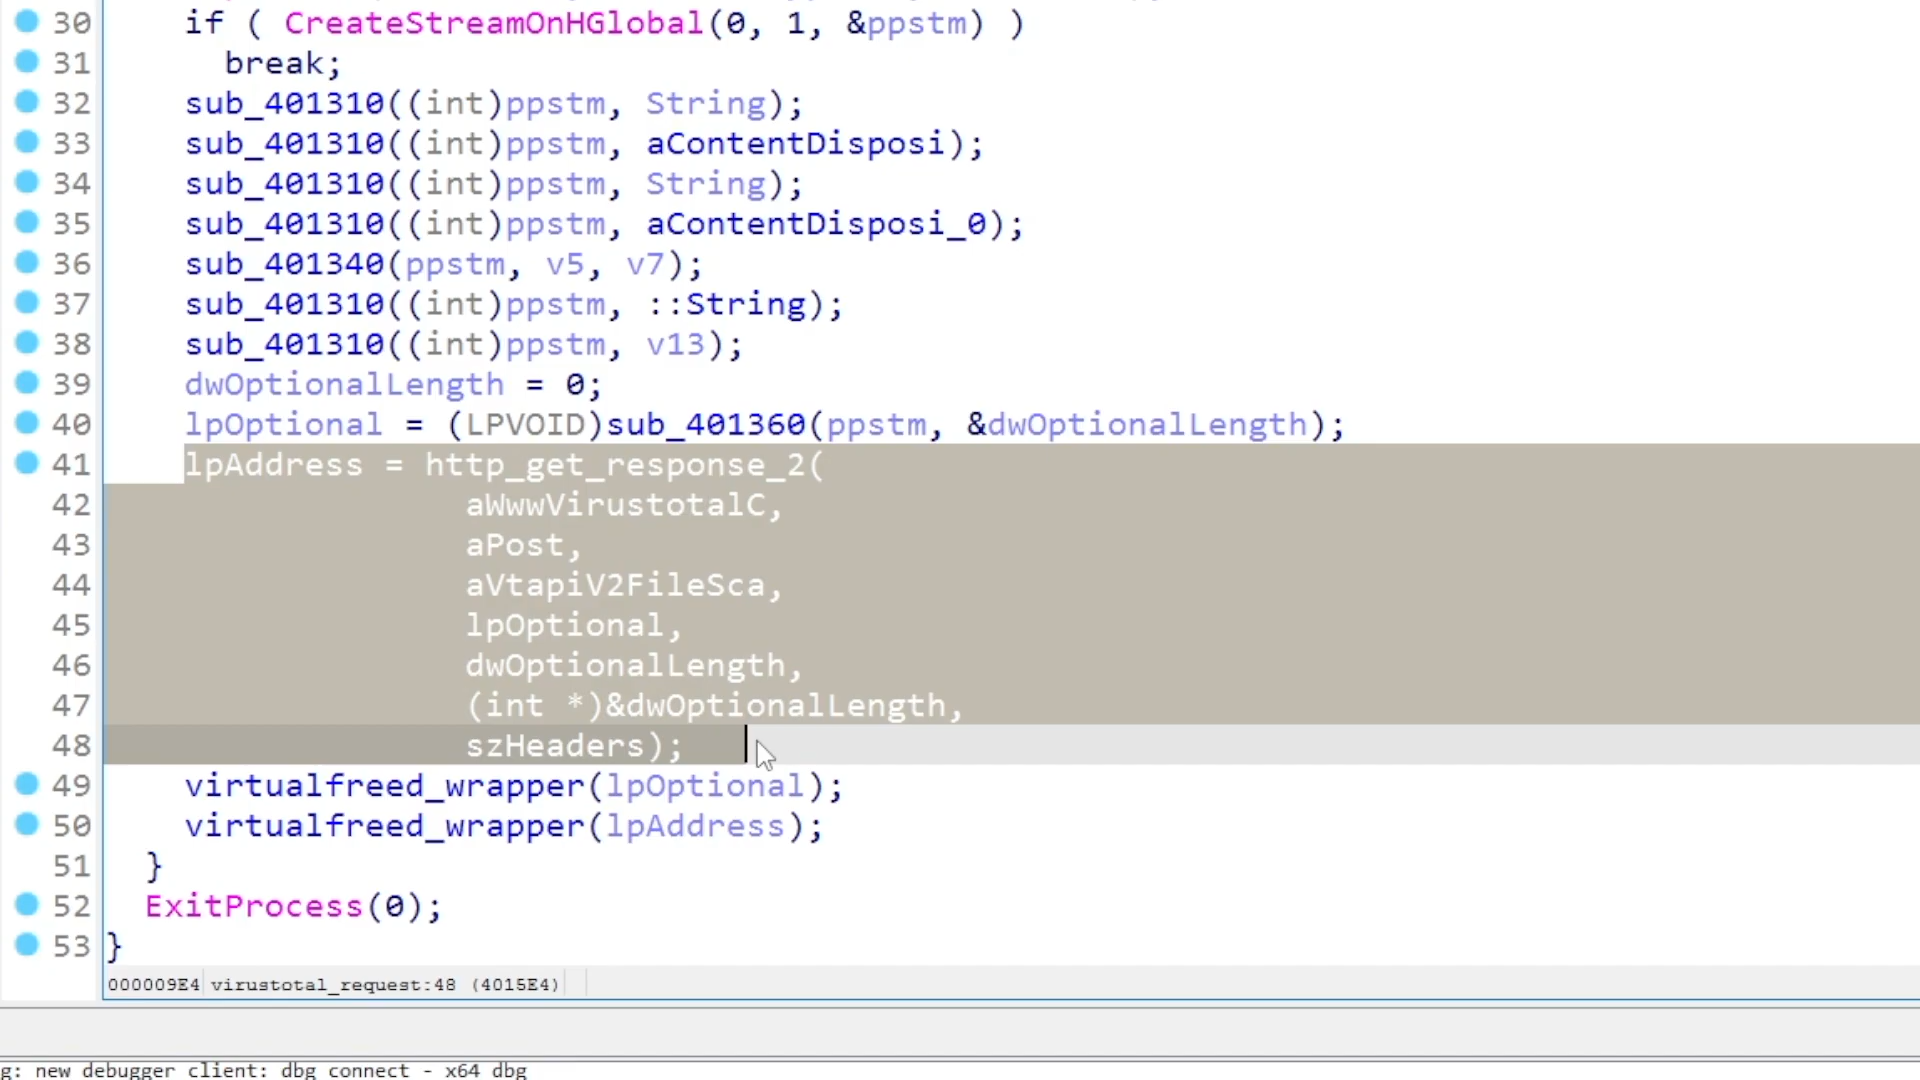 30 if ( CreateStreamOnHGlobal(0, 1, &ppstm) )
31 break;
32 sub_401310((int)ppstm, String);
33 sub_401310((int)ppstm, aContentDisposi);
34 sub_401310((int)ppstm, String);
35 sub_401310((int)ppstm, aContentDisposi_0);
36 sub_401340(ppstm, v5, v7);
37 sub_401310((int)ppstm, ::String);
38 sub_401310((int)ppstm, v13);
39 dwOptionalLength = 0;
40 lpOptional = (LPVOID)sub_401360(ppstm, &dwOptionalLength);
41 lpAddress = http_get_response_2(
42 aWwwVirustotalC,
43 aPost,
44 aVtapiV2FileSca,
45 lpOptional,
46 dwOptionalLength,
47 (int *)&dwOptionalLength,
48 szHeaders);
49 virtualfreed_wrapper(lpOptional);
50 virtualfreed_wrapper(lpAddress);
51 }
52 ExitProcess(0);
53 }
000009E4 virustotal_request:48 (4015E4)
g: new debugger client: dbg connect - x64 dbg